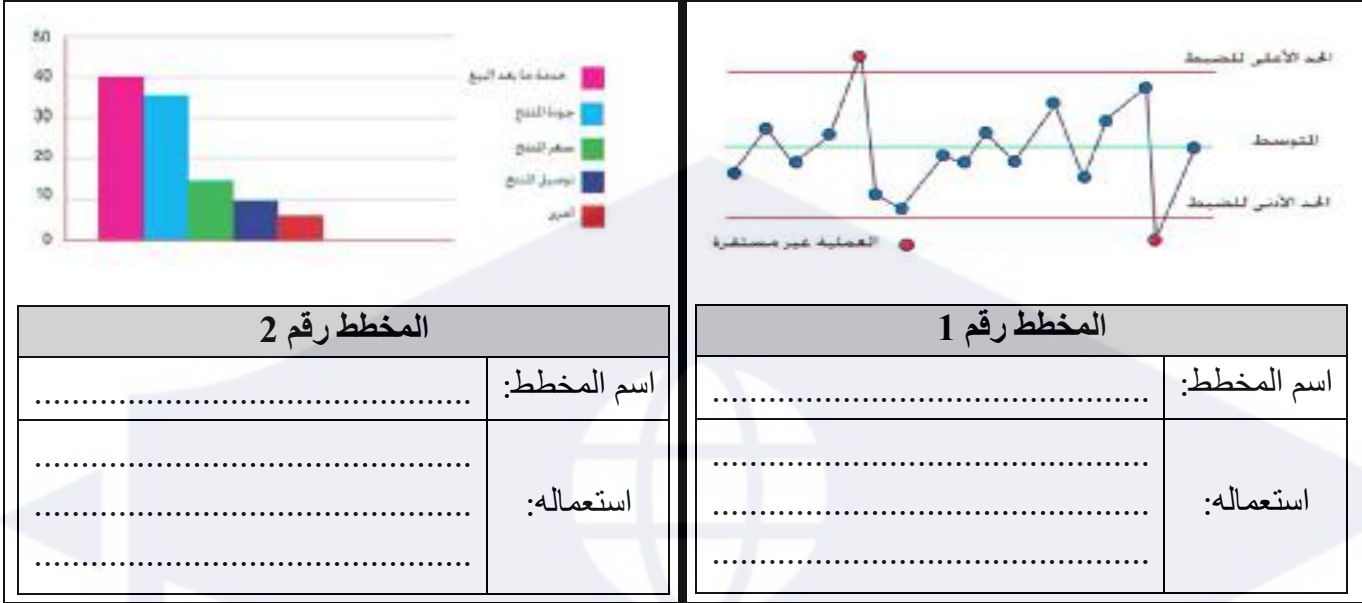 الحد الأعلى للضبط
المتوسط
الحد الأدنى للضبط
العملية غير مستقرة
المخطط رقم 1
اسم المخطط: ................................................
استعماله: ................................................
................................................
................................................
50
40
30
20
10
0
خدمة ما بعد البيع
جودة المنتج
سعر المنتج
توصيل المنتج
أخرى
المخطط رقم 2
اسم المخطط: ................................................
استعماله: ................................................
................................................
................................................